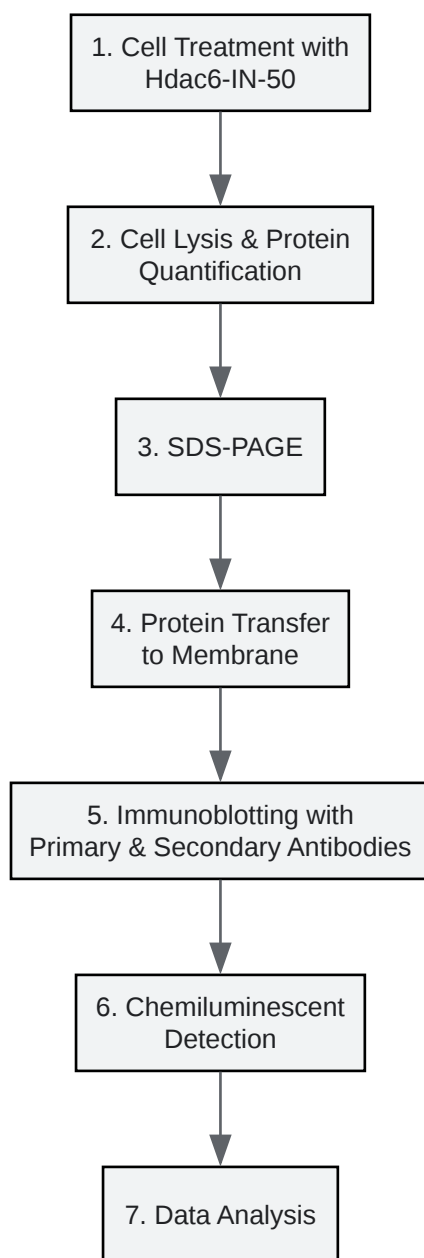 1. Cell Treatment with
Hdac6-IN-50
2. Cell Lysis & Protein
Quantification
3. SDS-PAGE
4. Protein Transfer
to Membrane
5. Immunoblotting with
Primary & Secondary Antibodies
6. Chemiluminescent
Detection
7. Data Analysis